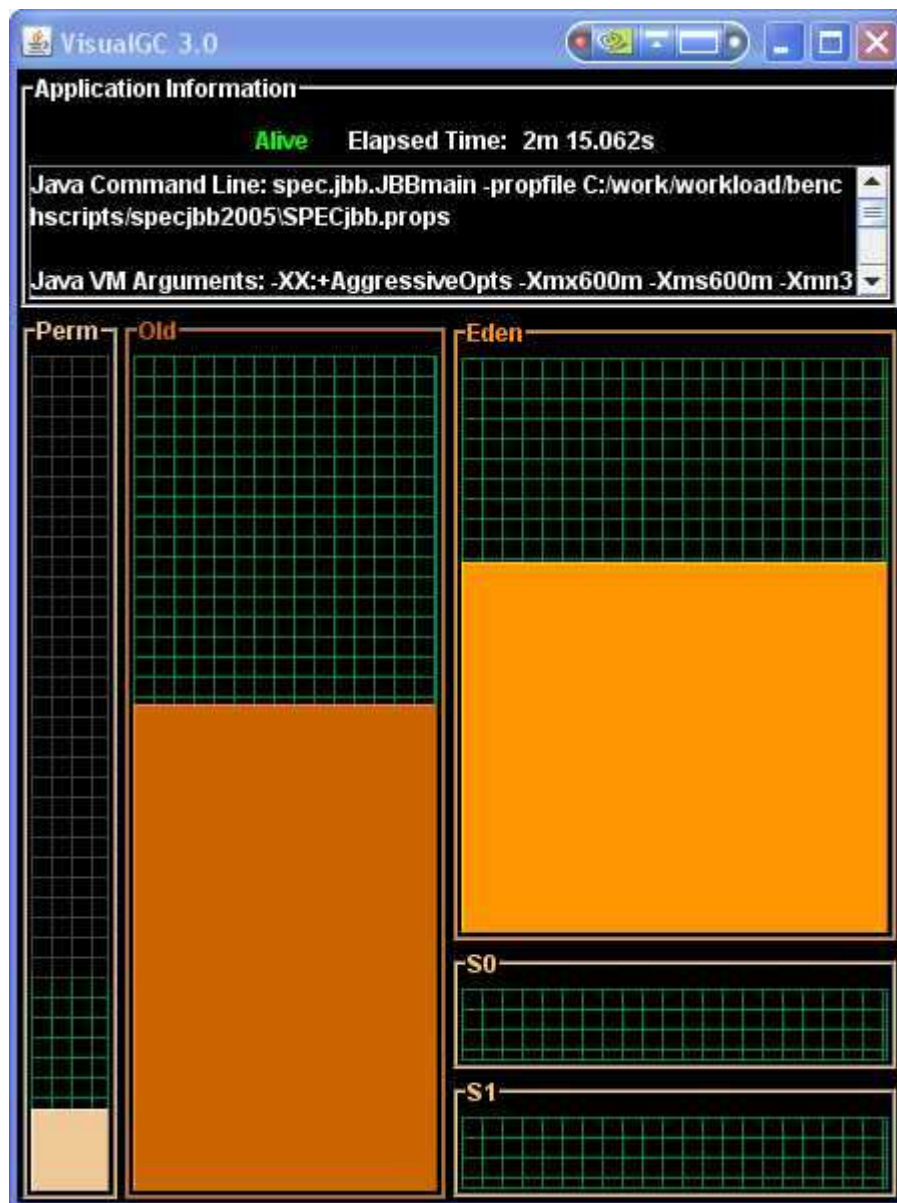 VisualGC 3.0
Application Information
Alive Elapsed Time: 2m 15.062s
Java Command Line: spec.jbb.JBBmain -propfile C:/work/workload/benc
hscripts/specjbb2005\SPECjbb.props
Java VM Arguments: -XX:+AggressiveOpts -Xmx600m -Xms600m -Xmn3
Perm
Old
Eden
S0
S1